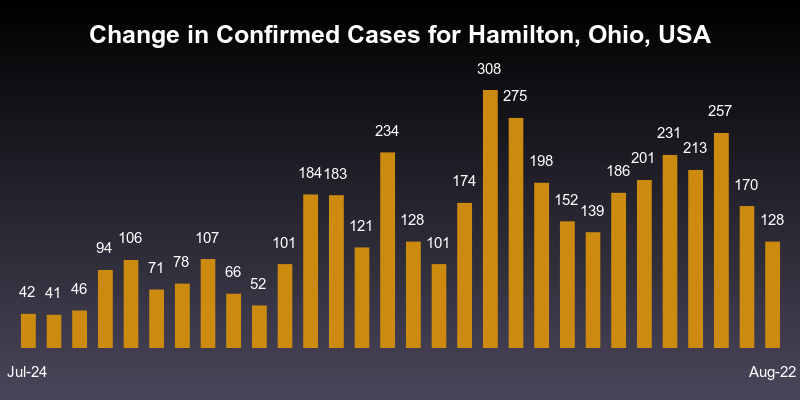 Change in Confirmed Cases for Hamilton, Ohio, USA
42 41 46 94 106 71 78 107 66 52 101 184 183 121 234 128 101 174 308 275 198 152 139 186 201 231 213 257 170 128
Jul-24 Aug-22